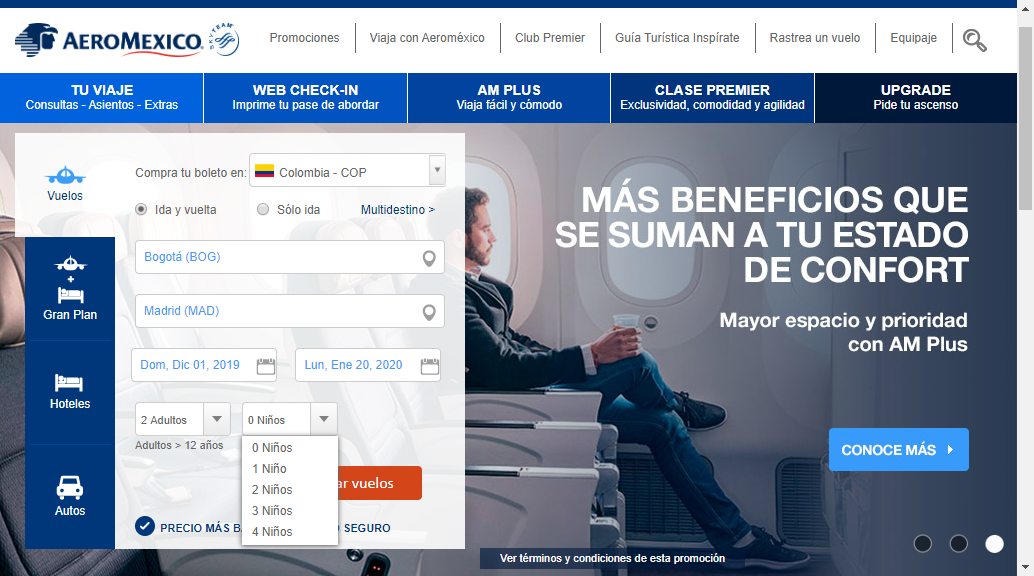 AEROMEXICO. SKYTEAM
Promociones
Viaja con Aeroméxico
Club Premier
Guía Turística Inspírate
Rastrea un vuelo
Equipaje
TU VIAJE
Consultas - Asientos - Extras
WEB CHECK-IN
Imprime tu pase de abordar
AM PLUS
Viaja fácil y cómodo
CLASE PREMIER
Exclusividad, comodidad y agilidad
UPGRADE
Pide tu ascenso
Vuelos
+
Gran Plan
Hoteles
Autos
Compra tu boleto en: Colombia - COP
Ida y vuelta Sólo ida Multidestino >
Bogotá (BOG)
Madrid (MAD)
Dom, Dic 01, 2019 Lun, Ene 20, 2020
2 Adultos 0 Niños
Adultos > 12 años
0 Niños
1 Niño
2 Niños
3 Niños
4 Niños
ar vuelos
PRECIO MÁS B SEGURO
MÁS BENEFICIOS QUE
SE SUMAN A TU ESTADO
DE CONFORT
Mayor espacio y prioridad
con AM Plus
CONOCE MÁS
Ver términos y condiciones de esta promoción